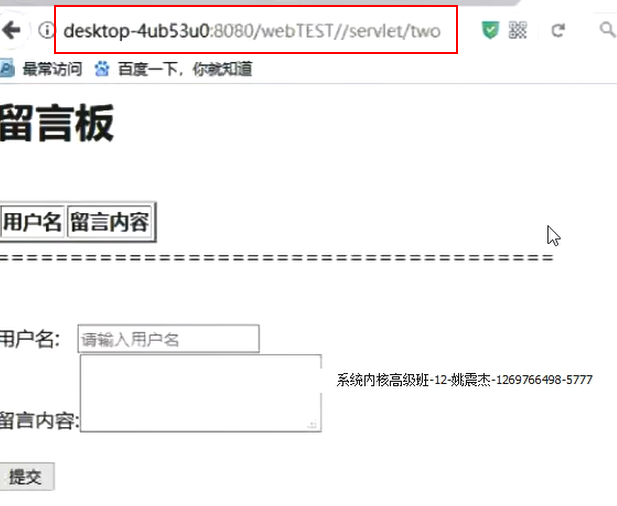 desktop-4ub53u0:8080/webTEST//servlet/two
最常访问 百度一下，你就知道
留言板
用户名 留言内容
=======================================
用户名: 请输入用户名
系统内核高级班-12-姚震杰-1269766498-5777
留言内容:
提交